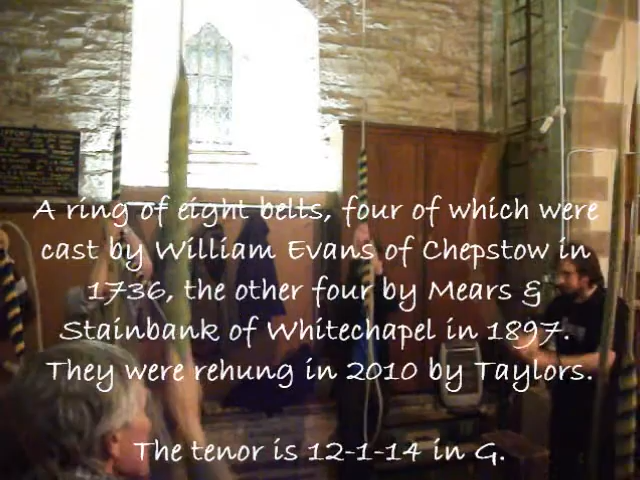 A ring of eight bells, four of which were
cast by William Evans of Chepstow in
1736, the other four by Mears &
Stainbank of Whitechapel in 1897.
They were rehung in 2010 by Taylors.
The tenor is 12-1-14 in G.